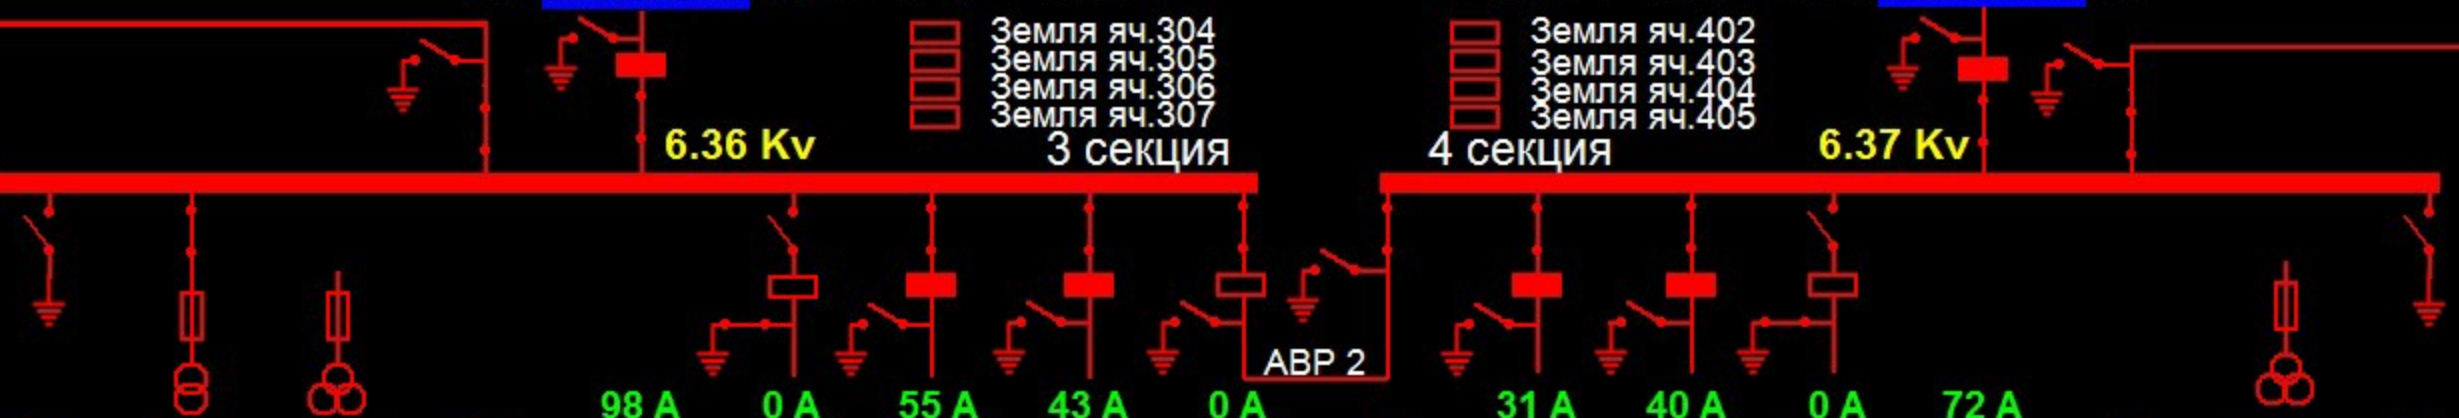 Земля яч.304
Земля яч.305
Земля яч.306
Земля яч.307
Земля яч.402
Земля яч.403
Земля яч.404
Земля яч.405
6.36 Kv
3 секция
4 секция
6.37 Kv
АВР 2
98 A
0 A
55 A
43 A
0 A
31 A
40 A
0 A
72 A